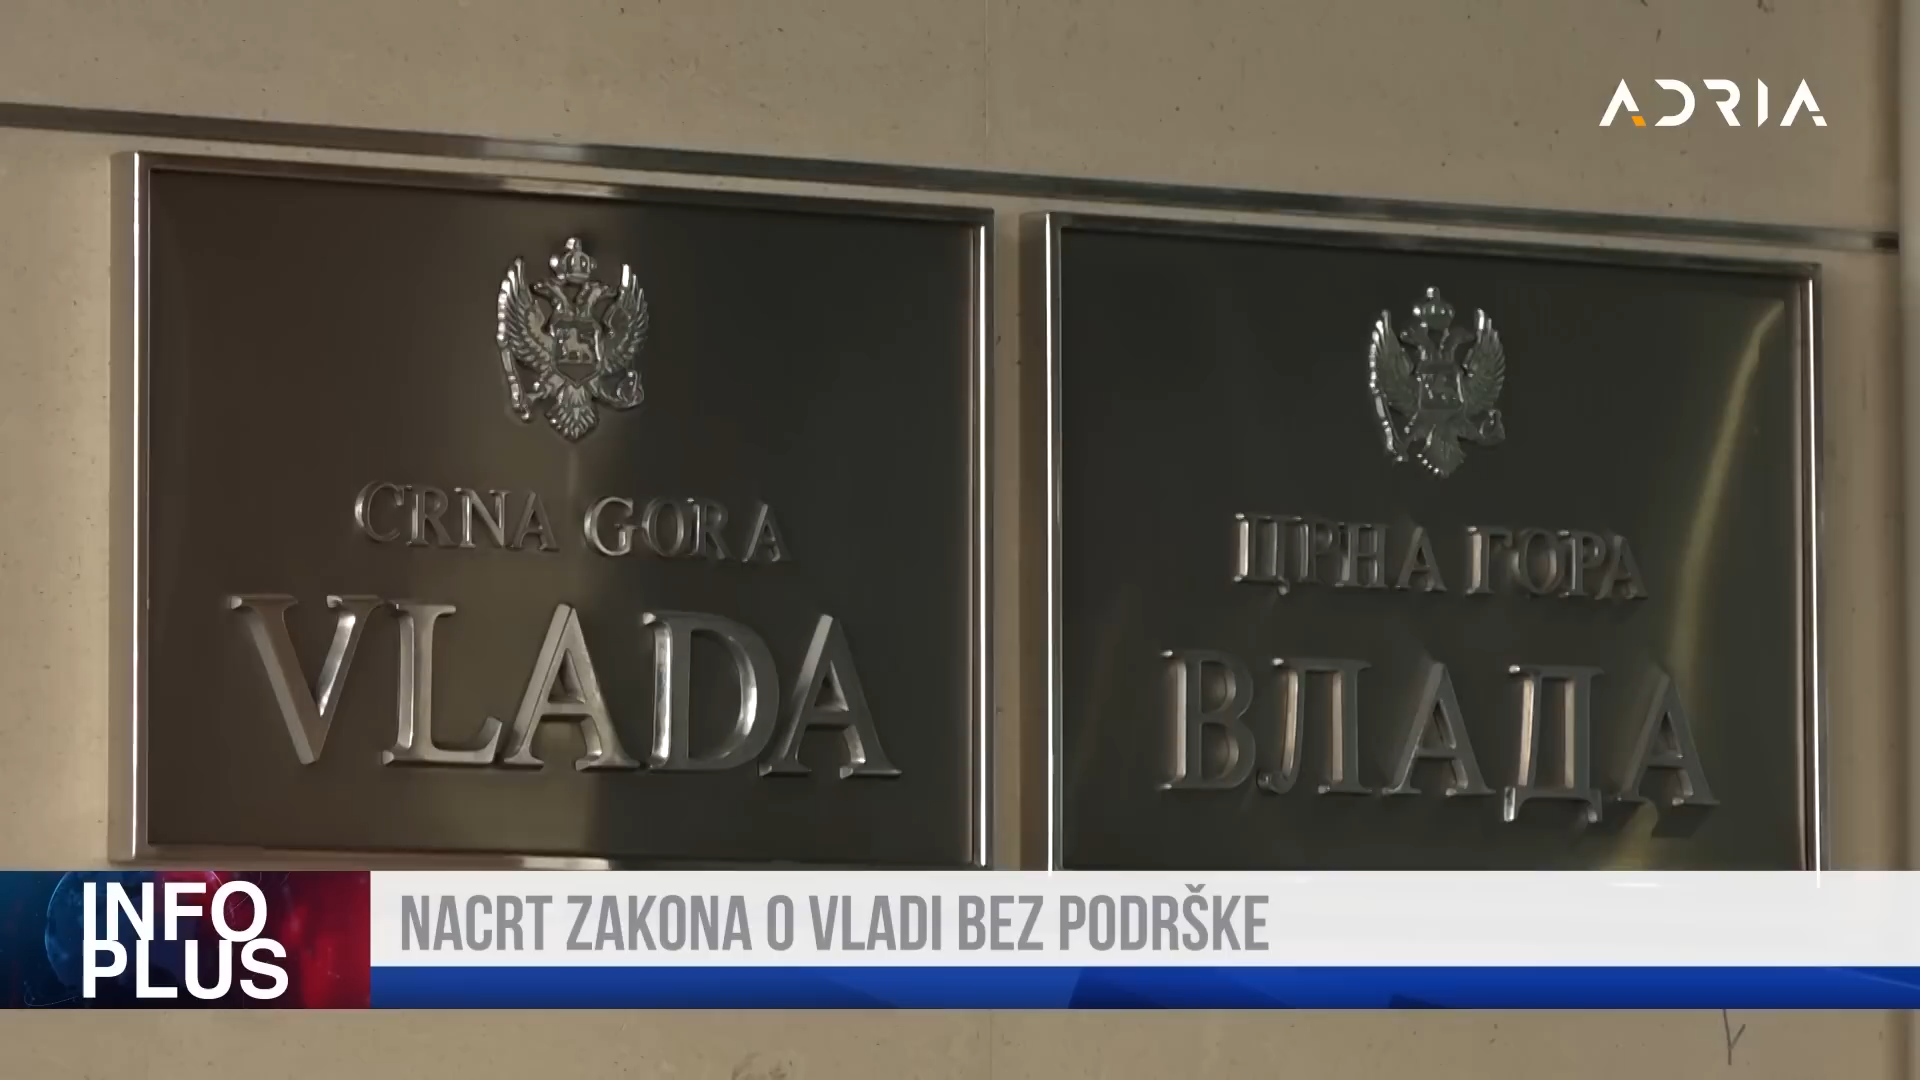 ADRIA
CRNA GORA
VLADA
ЦРНА ГОРА
ВЛАДА
INFO
PLUS
NACRT ZAKONA O VLADI BEZ PODRŠKE